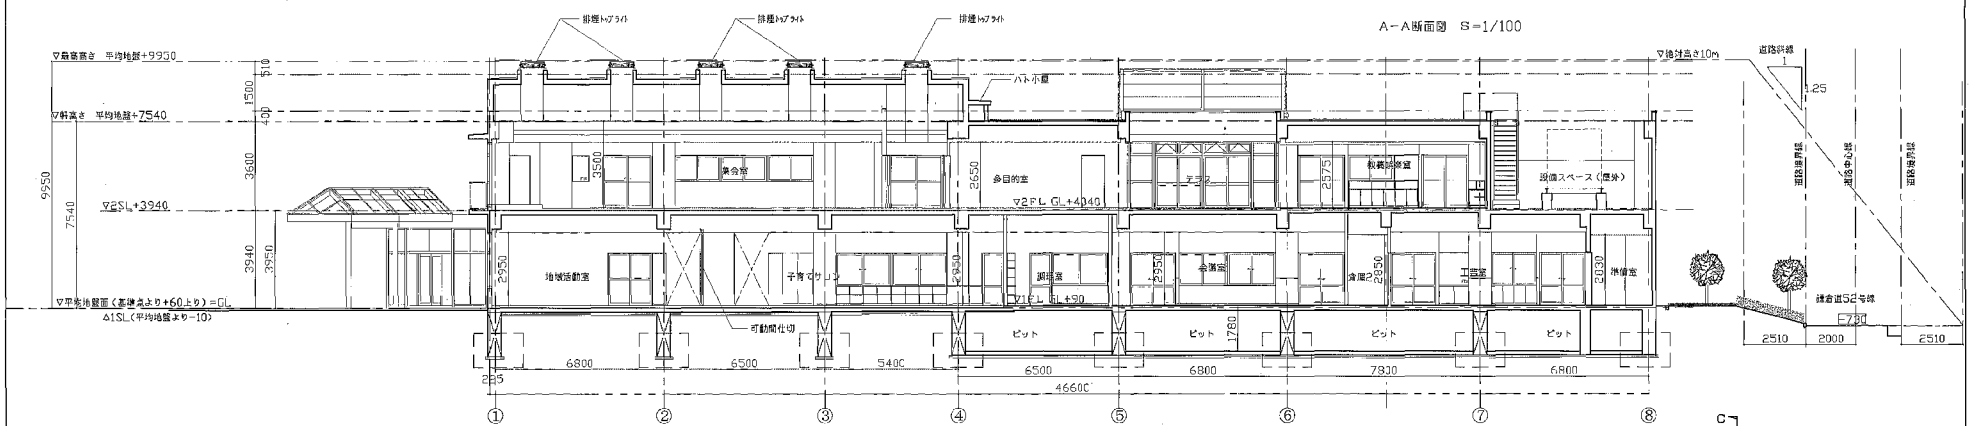 排煙トップライト
排煙トップライト
排煙トップライト
A-A断面図 S=1/100
▽最高高さ 平均地盤+9950
▽絶対高さ10m
道路斜線
1
1.25
ハト小屋
510
1500
400
▽軒高さ 平均地盤+7540
3600
9950
7540
3500
集会室
2650
多目的室
テラス
2575
設備スペース(屋外)
道路境界線
道路中心線
道路境界線
▽2SL+3940
▽2FL GL+4040
3940
3950
2950
地域活動室
子育てサロン
2950
調理室
2950
会議室
倉庫2
2850
工芸室
2830
準備室
▽平均地盤面(基準点より+60上り)=GL
▽1FL GL+90
鎌倉道52号線
△1SL(平均地盤より-10)
可動間仕切
ピット
1780
ピット
ピット
ピット
-730
2510
2000
2510
6800
6500
5400
6500
6800
7800
6800
285
46600
①
②
③
④
⑤
⑥
⑦
⑧
C